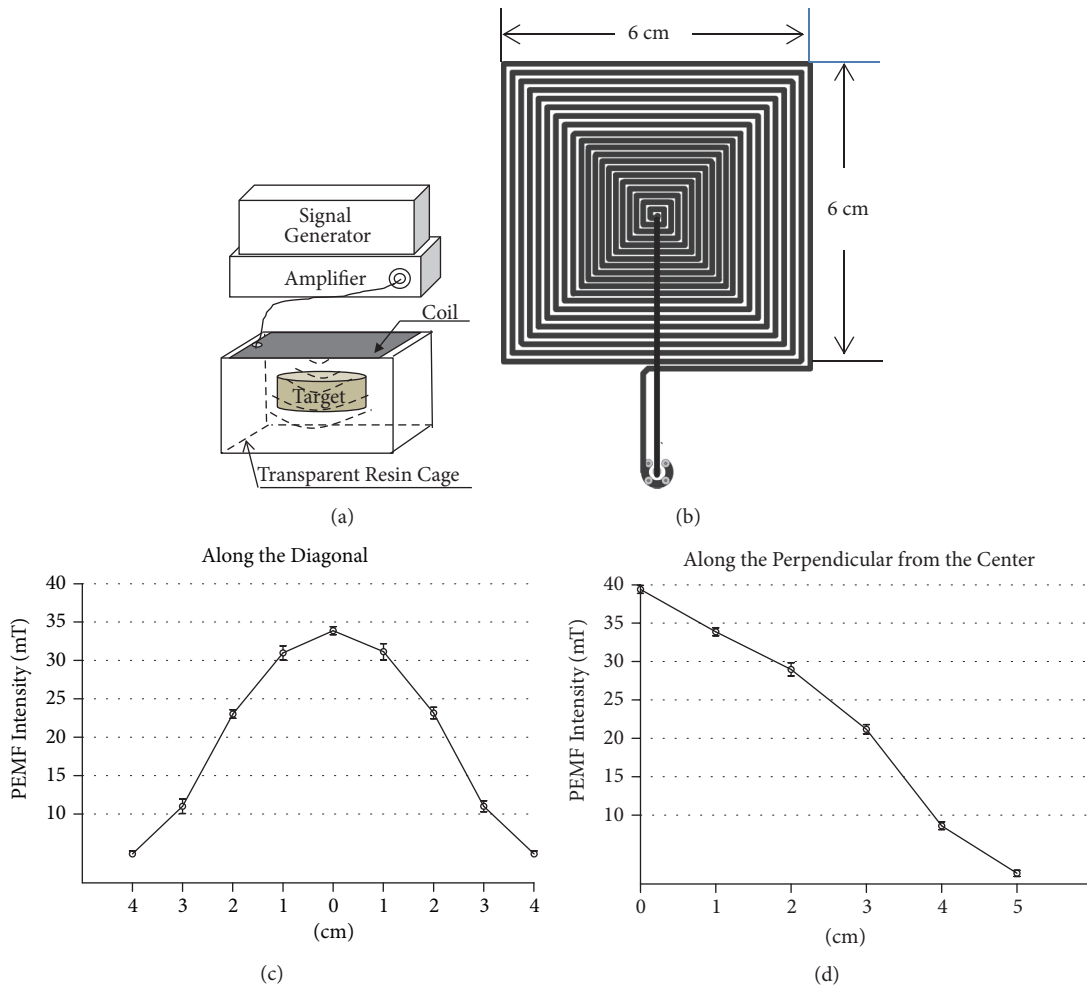 6 cm
6 cm
Signal
Generator
Amplifier
Coil
Target
Transparent Resin Cage
(a)
(b)
Along the Diagonal
40
35
30
25
20
15
10
PEMF Intensity (mT)
4 3 2 1 0 1 2 3 4
(cm)
(c)
Along the Perpendicular from the Center
40
35
30
25
20
15
10
PEMF Intensity (mT)
0 1 2 3 4 5
(cm)
(d)